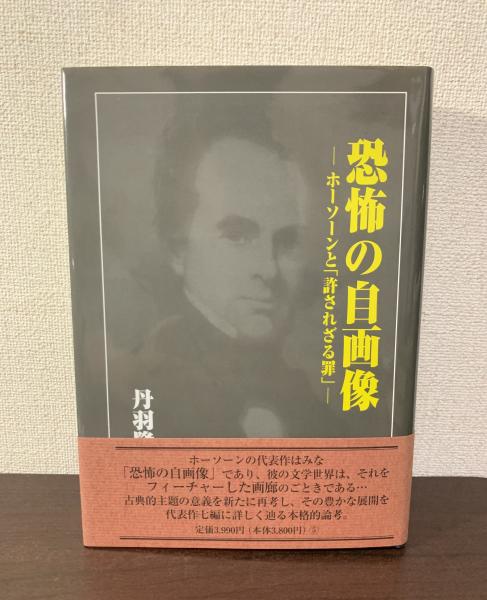 恐怖の自画像
―ホーソーンと「許されざる罪」―
丹羽隆
ホーソーンの代表作はみな
「恐怖の自画像」であり、彼の文学世界は、それを
フィーチャーした画廊のごときである…
古典的主題の意義を新たに再考し、その豊かな展開を
代表作七編に詳しく辿る本格的論考。
定価3,990円（本体3,800円）⑤